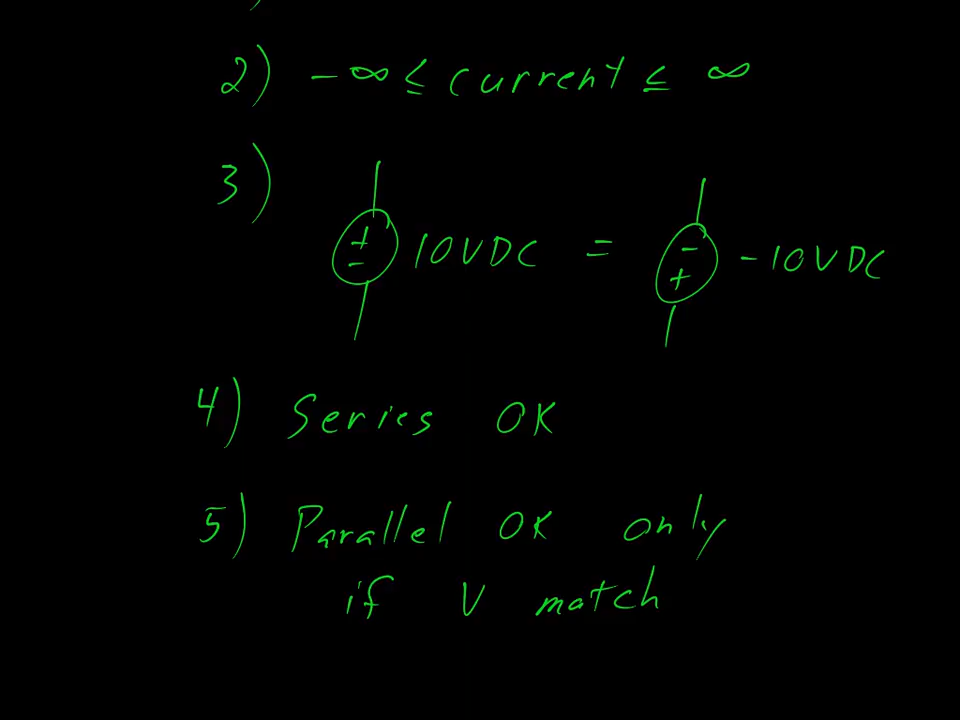 2) -∞ ≤ current ≤ ∞
3) + - 10VDC = - + -10VDC
4) Series OK
5) Parallel OK only
if V match